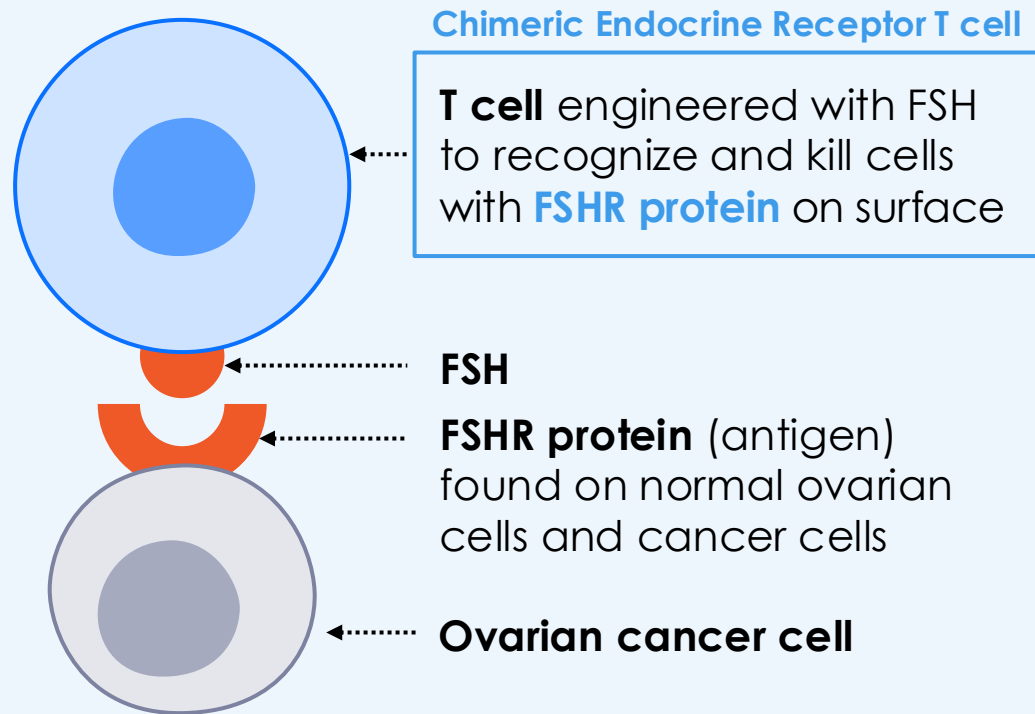 Chimeric Endocrine Receptor T cell
T cell engineered with FSH
to recognize and kill cells
with FSHR protein on surface
FSH
FSHR protein (antigen)
found on normal ovarian
cells and cancer cells
Ovarian cancer cell